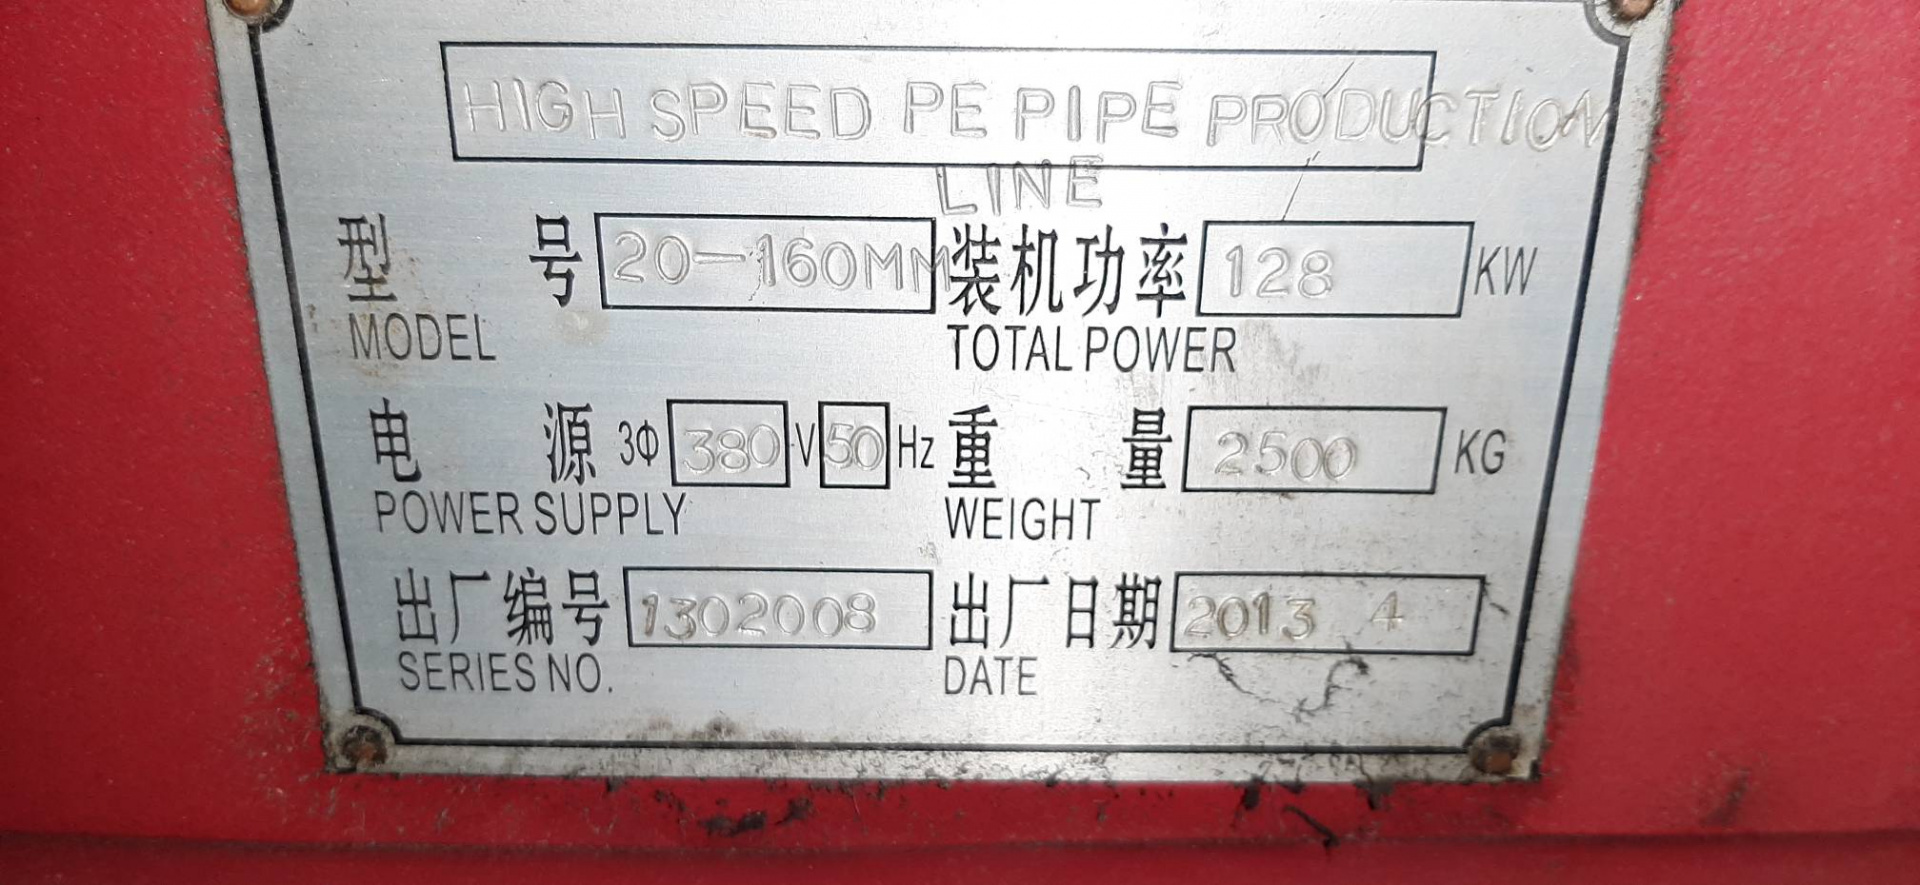 HIGH SPEED PE PIPE PRODUCTION
LINE
型 号 20-160MM 装机功率 128 KW
MODEL TOTAL POWER
电 源 3Φ 380 V 50 Hz 重 量 2500 KG
POWER SUPPLY WEIGHT
出厂编号 1302008 出厂日期 2013 4
SERIES NO. DATE